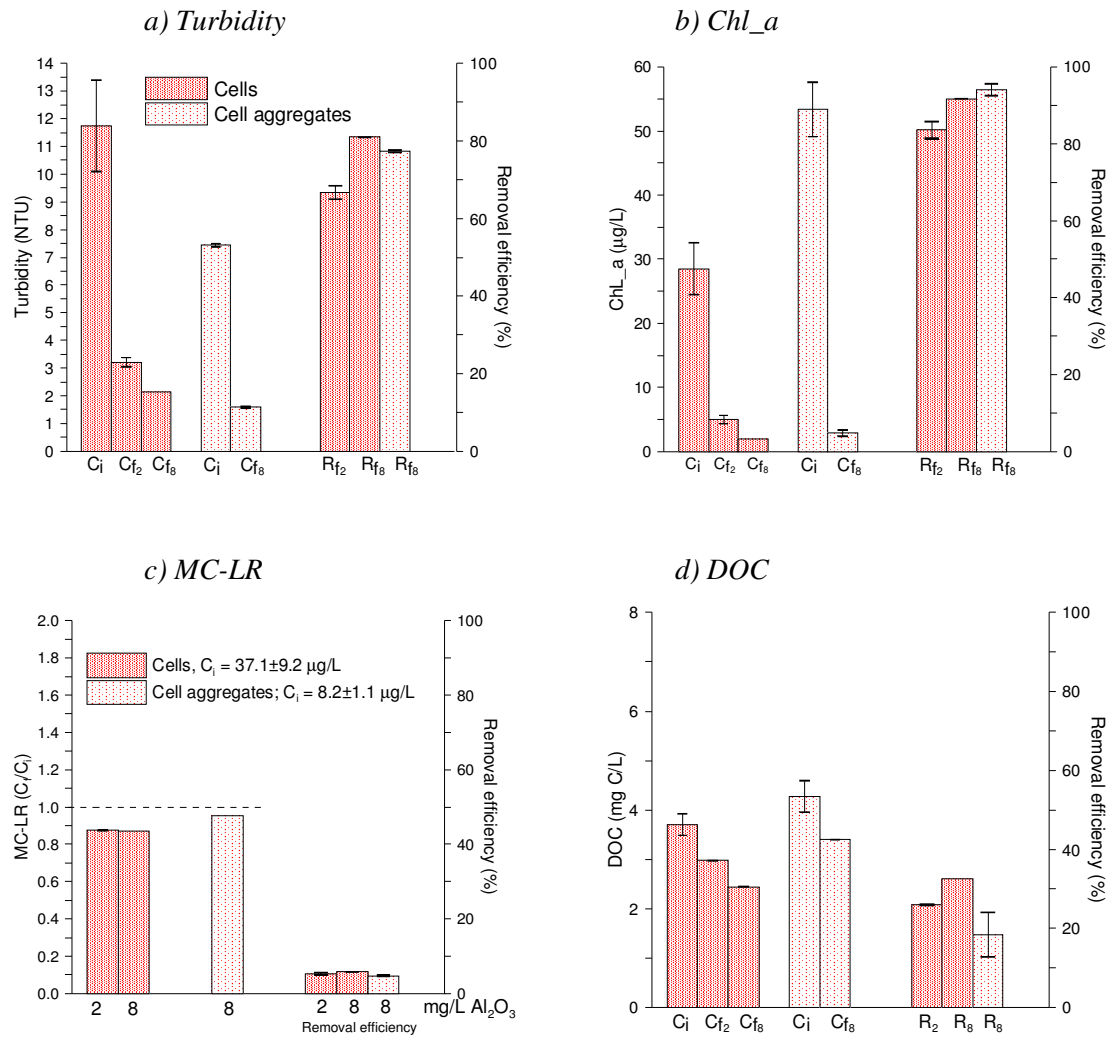 a) Turbidity
14
13
12
11
10
9
8
7
6
5
4
3
2
1
0
Turbidity (NTU)
Cells
Cell aggregates
100
80
60
40
20
0
Removal efficiency (%)
Ci Cf2 Cf8 Ci Cf8 Rf2 Rf8 Rf8
b) Chl_a
60
50
40
30
20
10
0
ChL_a (µg/L)
100
80
60
40
20
0
Removal efficiency (%)
Ci Cf2 Cf8 Ci Cf8 Rf2 Rf8 Rf8
c) MC-LR
2.0
1.8
1.6
1.4
1.2
1.0
0.8
0.6
0.4
0.2
0.0
MC-LR (Cf/Ci)
Cells, Ci = 37.1±9.2 µg/L
Cell aggregates; Ci = 8.2±1.1 µg/L
100
80
60
40
20
0
Removal efficiency (%)
2 8 8 2 8 8 mg/L Al2O3
Removal efficiency
d) DOC
8
6
4
2
0
DOC (mg C/L)
100
80
60
40
20
0
Removal efficiency (%)
Ci Cf2 Cf8 Ci Cf8 R2 R8 R8